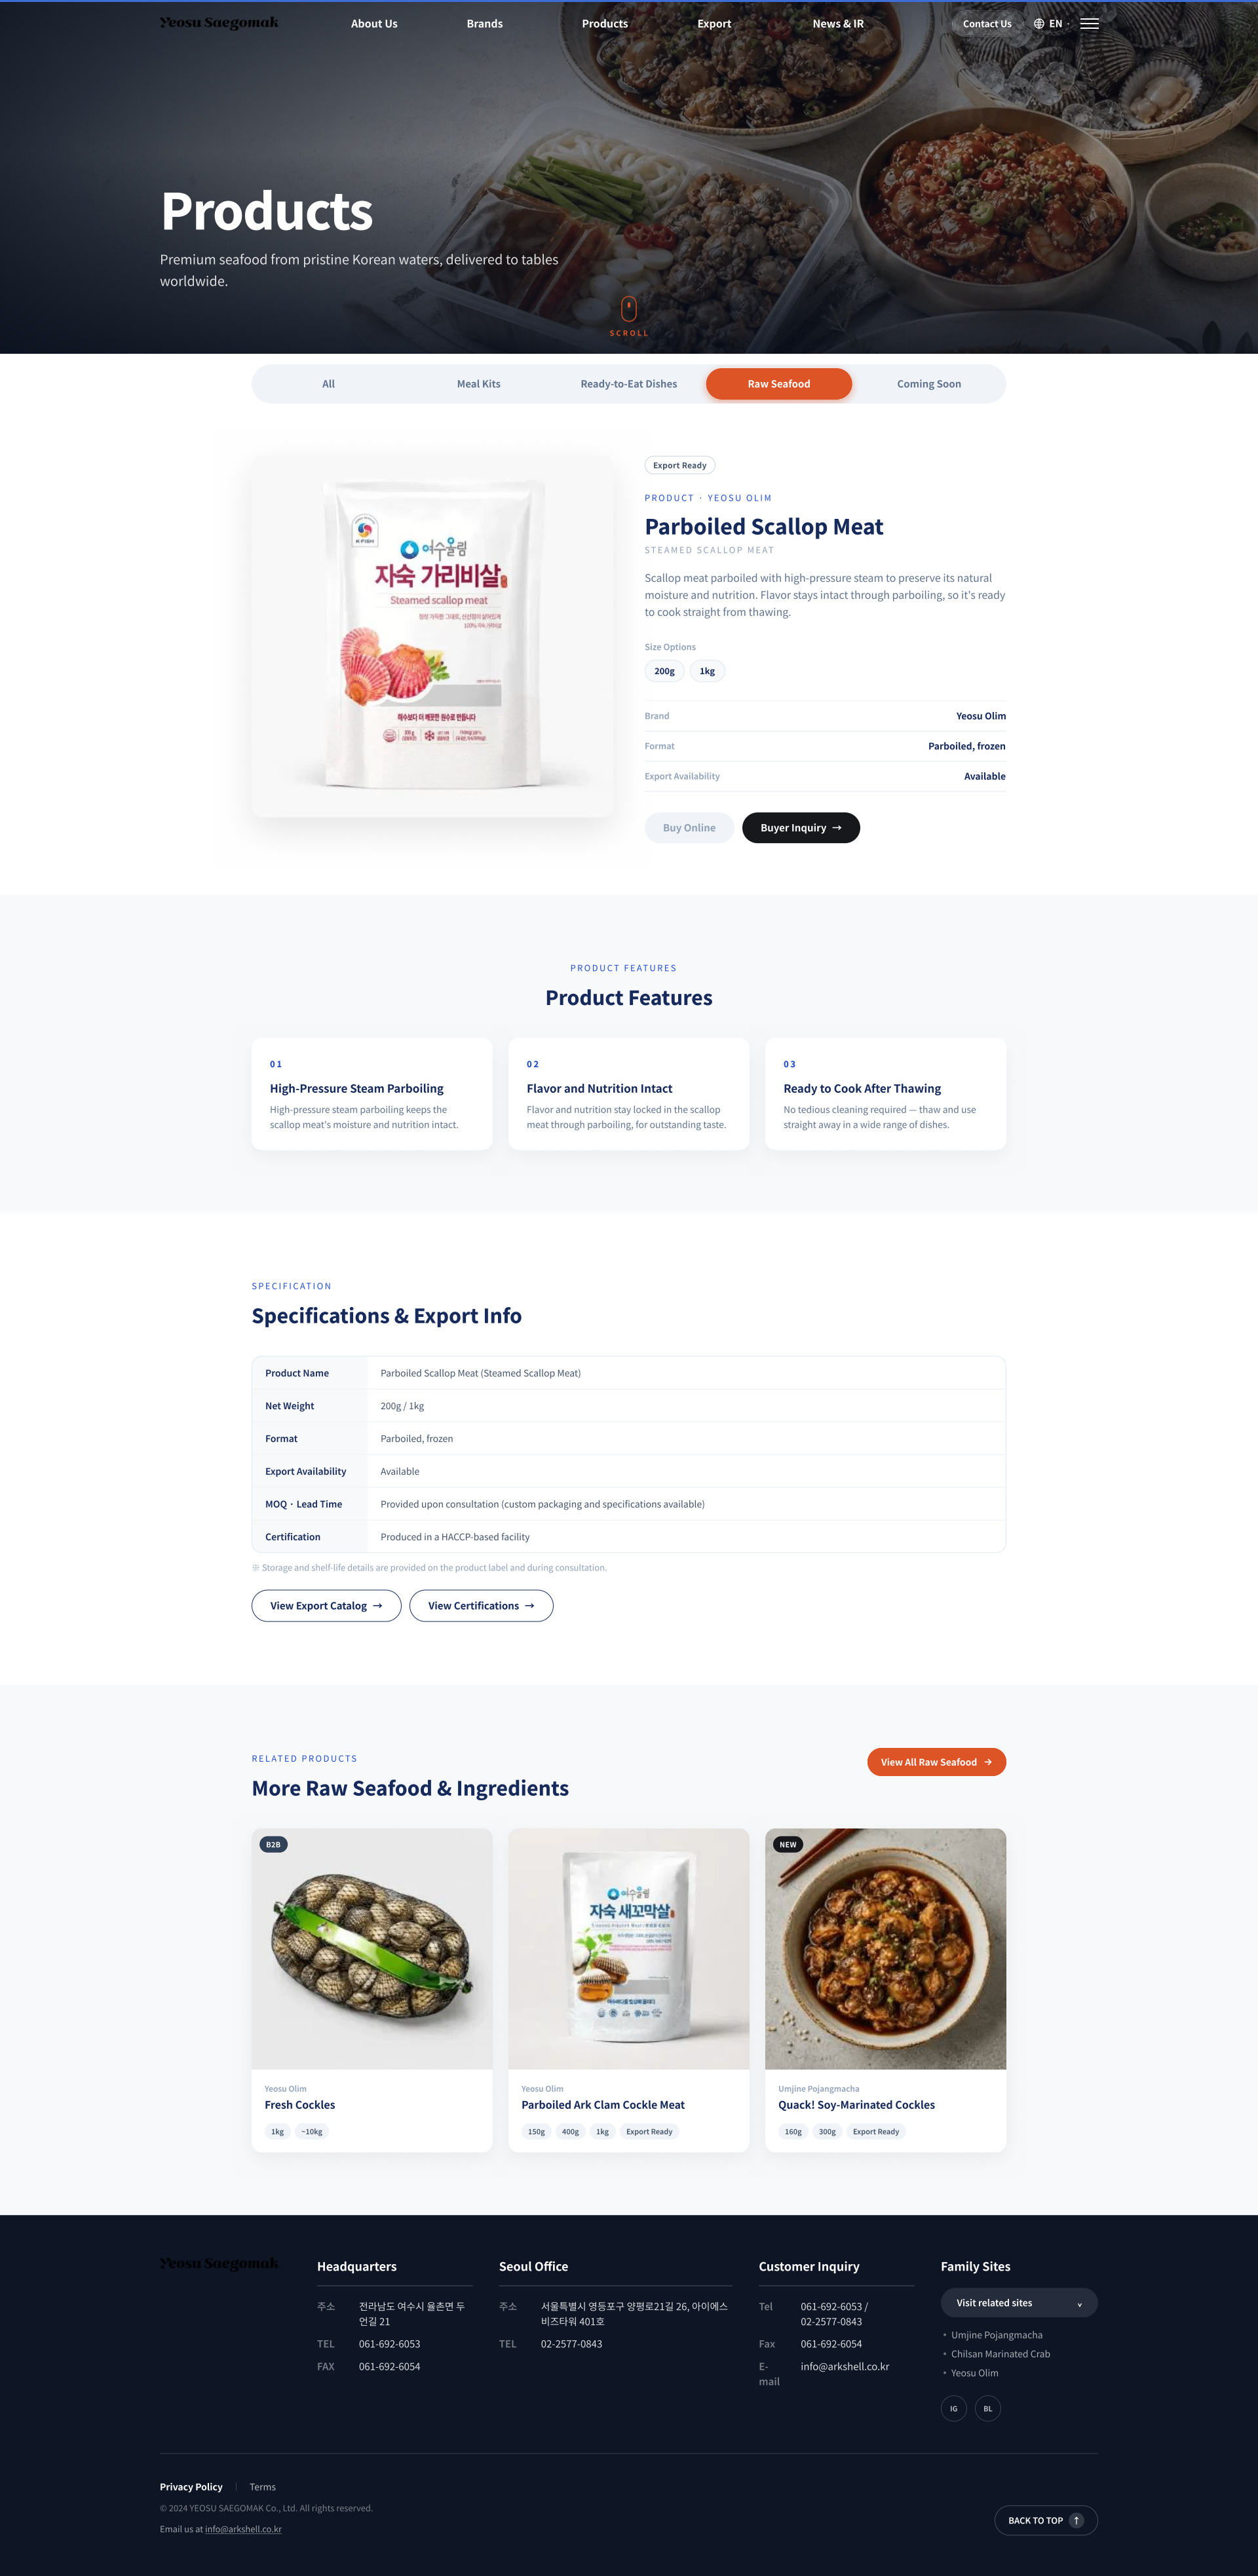 Yeosu Saegomak
About Us
Brands
Products
Export
News & IR
Contact Us
EN
Products
Premium seafood from pristine Korean waters, delivered to tables
worldwide.
SCROLL
All
Meal Kits
Ready-to-Eat Dishes
Raw Seafood
Coming Soon
K·FISH
여수올림
자숙 가리비살
Steamed scallop meat
Export Ready
PRODUCT · YEOSU OLIM
Parboiled Scallop Meat
STEAMED SCALLOP MEAT
Scallop meat parboiled with high-pressure steam to preserve its natural
moisture and nutrition. Flavor stays intact through parboiling, so it's ready
to cook straight from thawing.
Size Options
200g
1kg
Brand
Yeosu Olim
Format
Parboiled, frozen
Export Availability
Available
Buy Online
Buyer Inquiry →
PRODUCT FEATURES
Product Features
01
High-Pressure Steam Parboiling
High-pressure steam parboiling keeps the
scallop meat's moisture and nutrition intact.
02
Flavor and Nutrition Intact
Flavor and nutrition stay locked in the scallop
meat through parboiling, for outstanding taste.
03
Ready to Cook After Thawing
No tedious cleaning required — thaw and use
straight away in a wide range of dishes.
SPECIFICATION
Specifications & Export Info
Product Name
Parboiled Scallop Meat (Steamed Scallop Meat)
Net Weight
200g / 1kg
Format
Parboiled, frozen
Export Availability
Available
MOQ · Lead Time
Provided upon consultation (custom packaging and specifications available)
Certification
Produced in a HACCP-based facility
※ Storage and shelf-life details are provided on the product label and during consultation.
View Export Catalog →
View Certifications →
RELATED PRODUCTS
More Raw Seafood & Ingredients
View All Raw Seafood →
B2B
여수올림
자숙 새꼬막살
NEW
Yeosu Olim
Fresh Cockles
1kg
~10kg
Yeosu Olim
Parboiled Ark Clam Cockle Meat
150g
400g
1kg
Export Ready
Umjine Pojangmacha
Quack! Soy-Marinated Cockles
160g
300g
Export Ready
Yeosu Saegomak
Headquarters
주소
전라남도 여수시 율촌면 두
언길 21
TEL
061-692-6053
FAX
061-692-6054
Seoul Office
주소
서울특별시 영등포구 양평로21길 26, 아이에스
비즈타워 401호
TEL
02-2577-0843
Customer Inquiry
Tel
061-692-6053 /
02-2577-0843
Fax
061-692-6054
E-
mail
info@arkshell.co.kr
Family Sites
Visit related sites
Umjine Pojangmacha
Chilsan Marinated Crab
Yeosu Olim
IG
BL
Privacy Policy
Terms
© 2024 YEOSU SAEGOMAK Co., Ltd. All rights reserved.
Email us at info@arkshell.co.kr
BACK TO TOP ↑